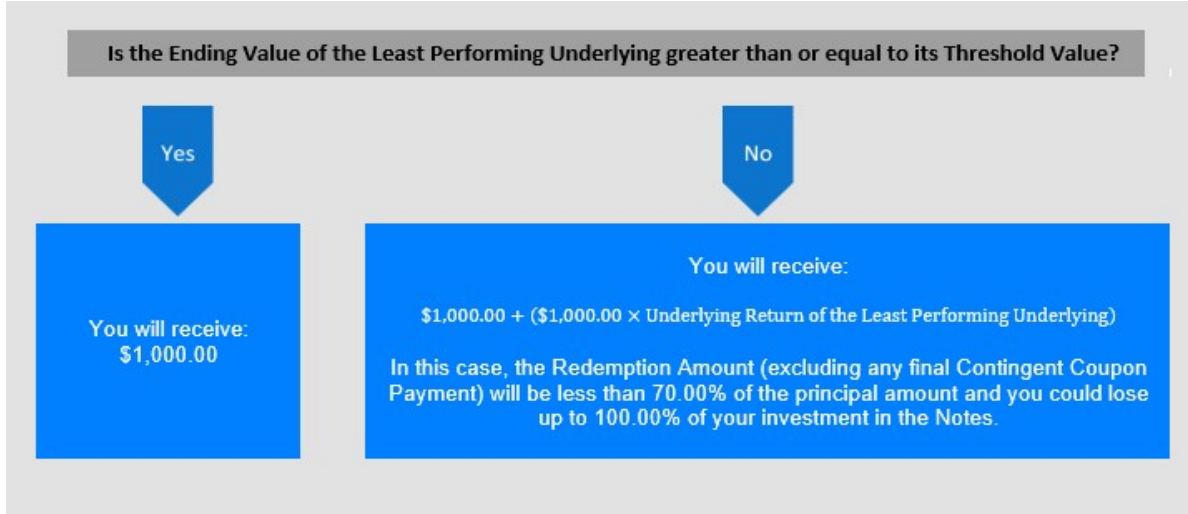 Is the Ending Value of the Least Performing Underlying greater than or equal to its Threshold Value?
Yes
No
You will receive:
$1,000.00
You will receive:
$1,000.00 + ($1,000.00 × Underlying Return of the Least Performing Underlying)
In this case, the Redemption Amount (excluding any final Contingent Coupon
Payment) will be less than 70.00% of the principal amount and you could lose
up to 100.00% of your investment in the Notes.